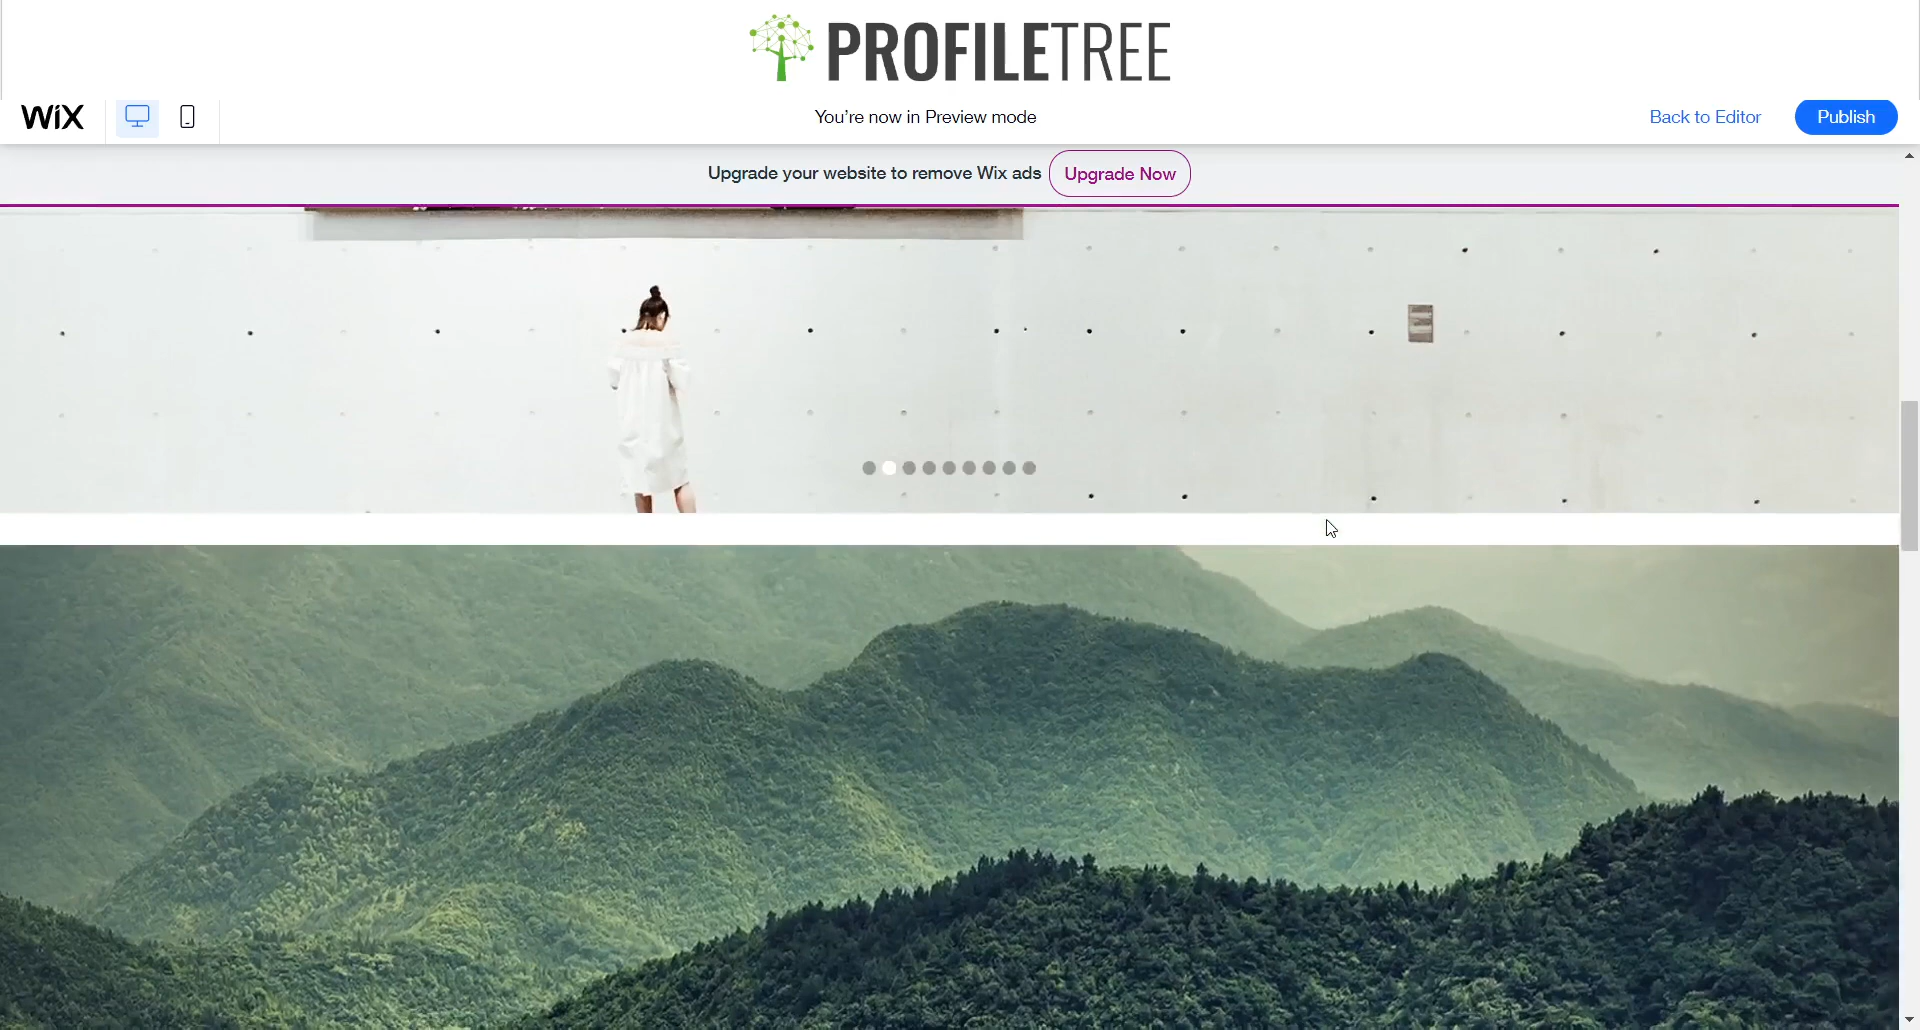 PROFILETREE
WiX
You're now in Preview mode
Back to Editor
Publish
Upgrade your website to remove Wix ads
Upgrade Now